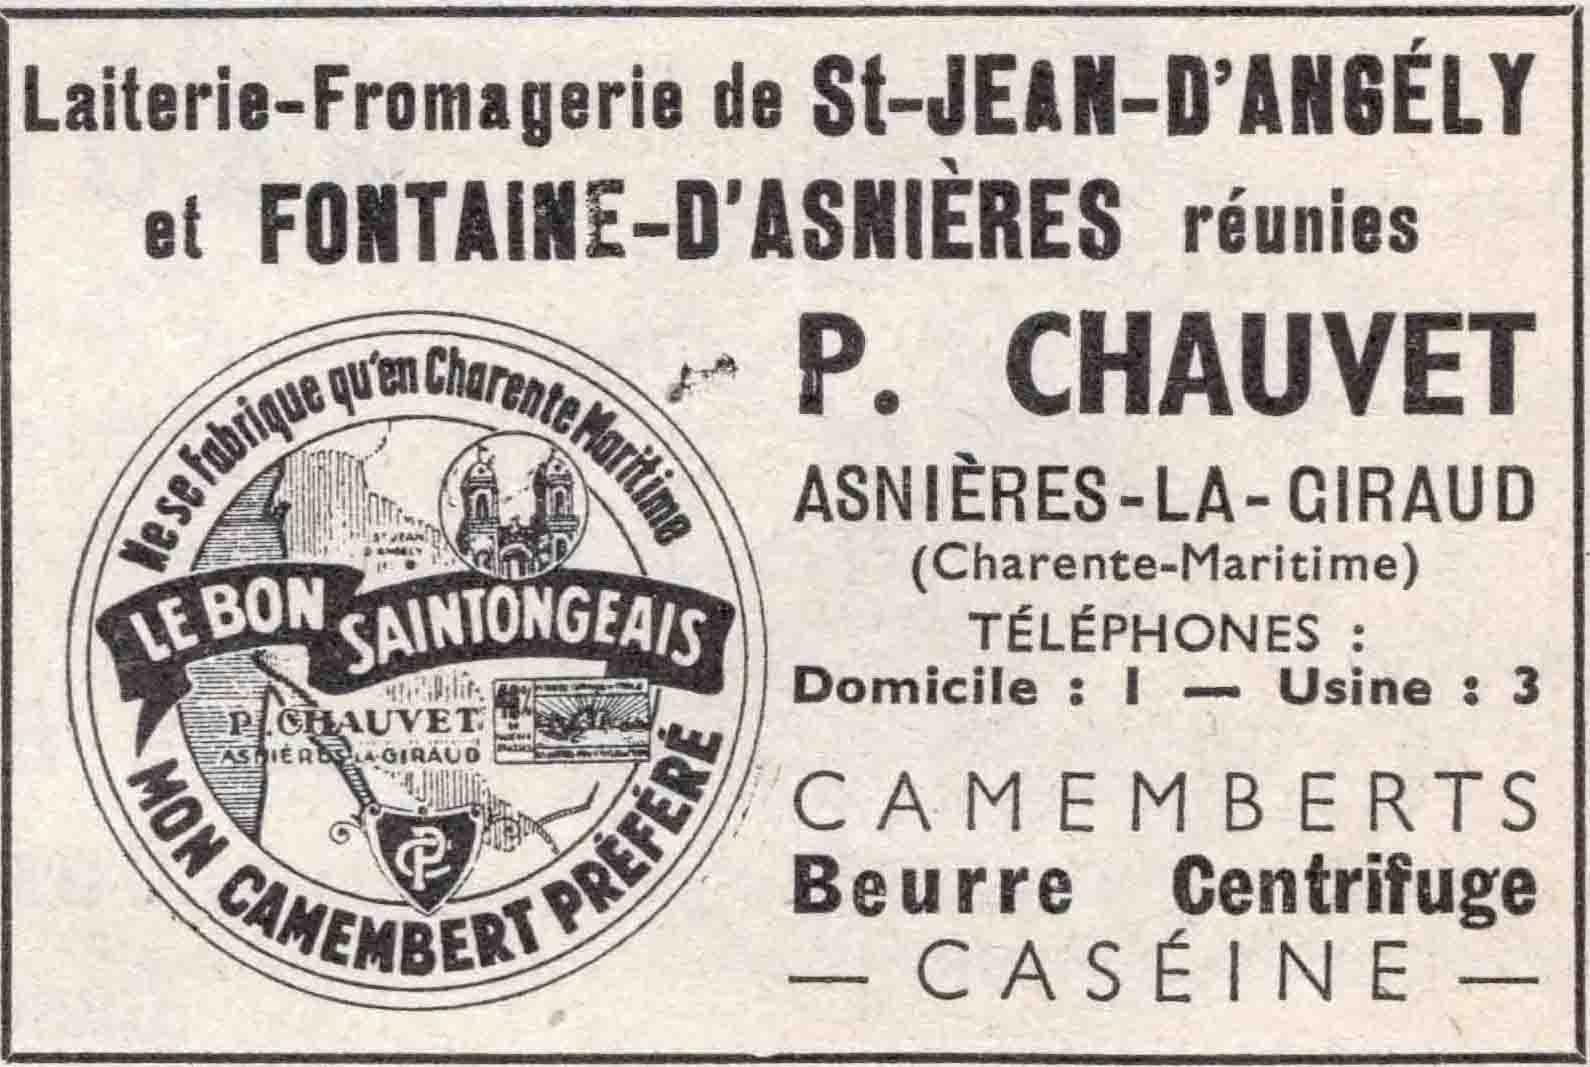 Laiterie-Fromagerie de St-JEAN-D'ANGÉLY
et FONTAINE-D'ASNIÈRES réunies
P. CHAUVET
ASNIÈRES-LA-GIRAUD
(Charente-Maritime)
TÉLÉPHONES :
Domicile : 1 — Usine : 3
CAMEMBERTS
Beurre Centrifuge
— CASÉINE —
Ne se Fabrique qu'en Charente Maritime
ST JEAN
D'ANGELY
LE BON SAINTONGEAIS
P. CHAUVET
ASNIÉRES-LA-GIRAUD
MON CAMEMBERT PRÉFÉRÉ